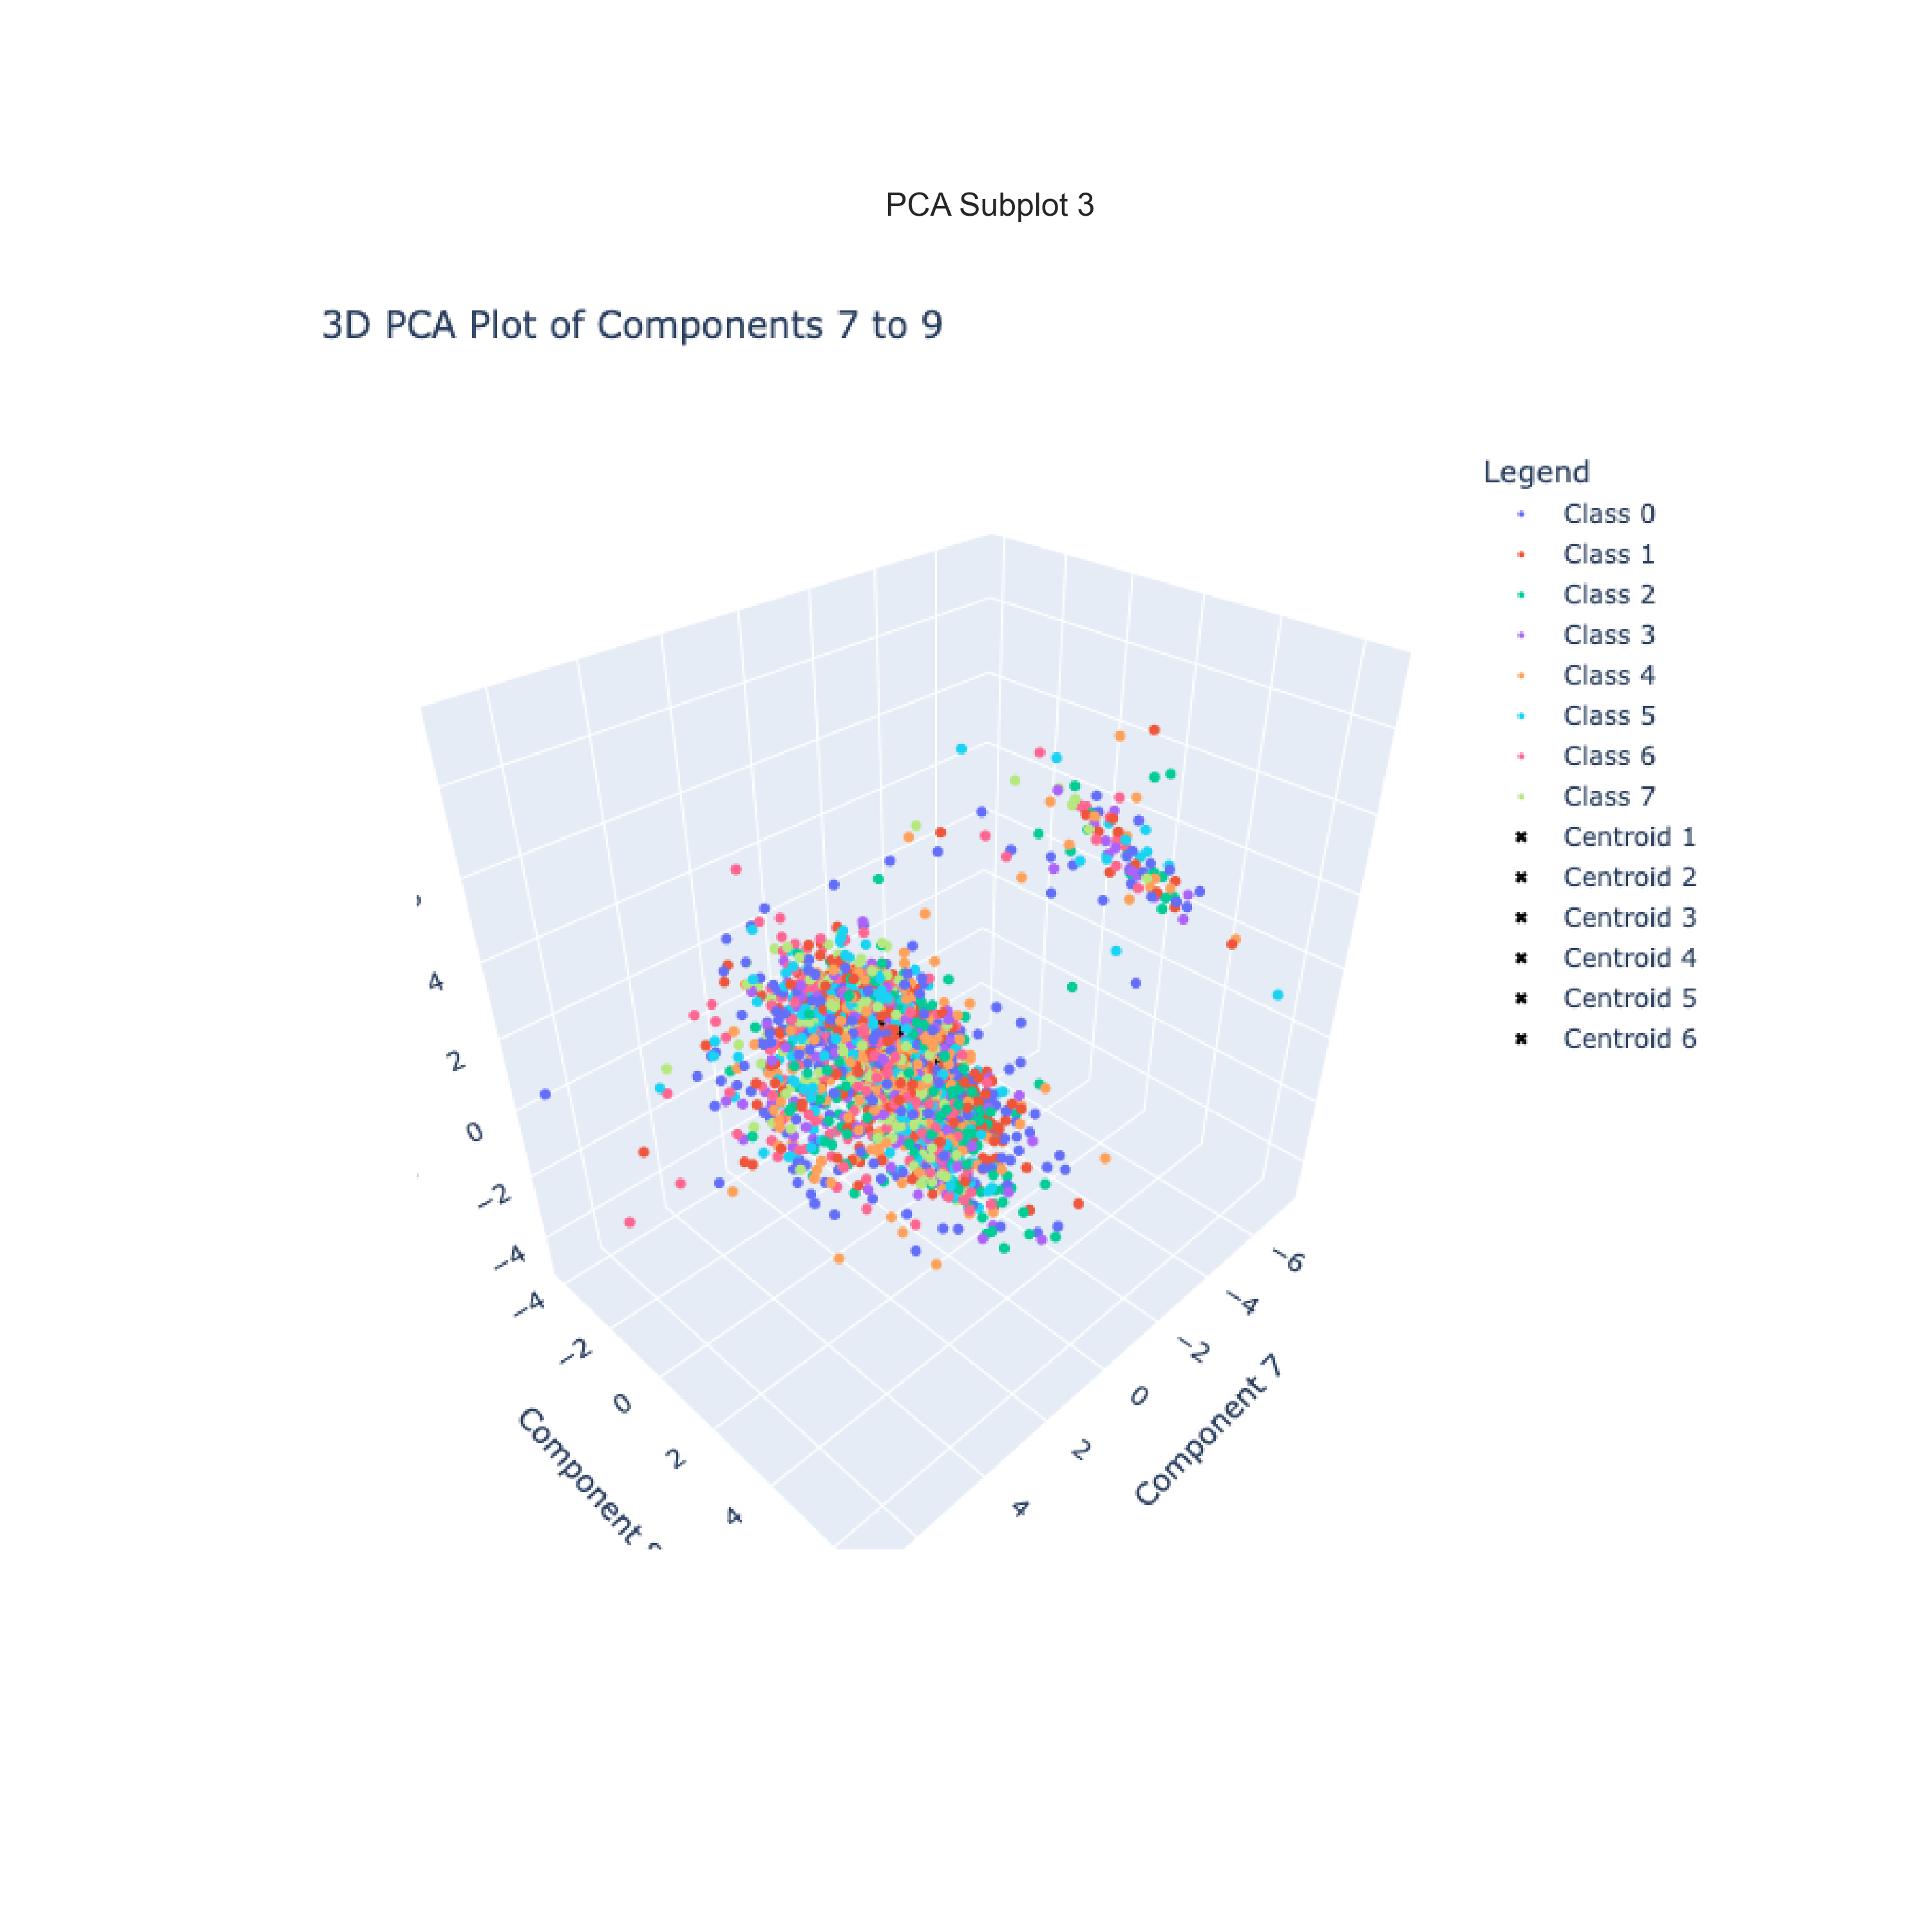 PCA Subplot 3
3D PCA Plot of Components 7 to 9
Legend
Class 0
Class 1
Class 2
Class 3
Class 4
Class 5
Class 6
Class 7
Centroid 1
Centroid 2
Centroid 3
Centroid 4
Centroid 5
Centroid 6
4
2
0
−2
−4
−4
−2
0
2
4
Component
−6
−4
−2
0
2
4
Component 7